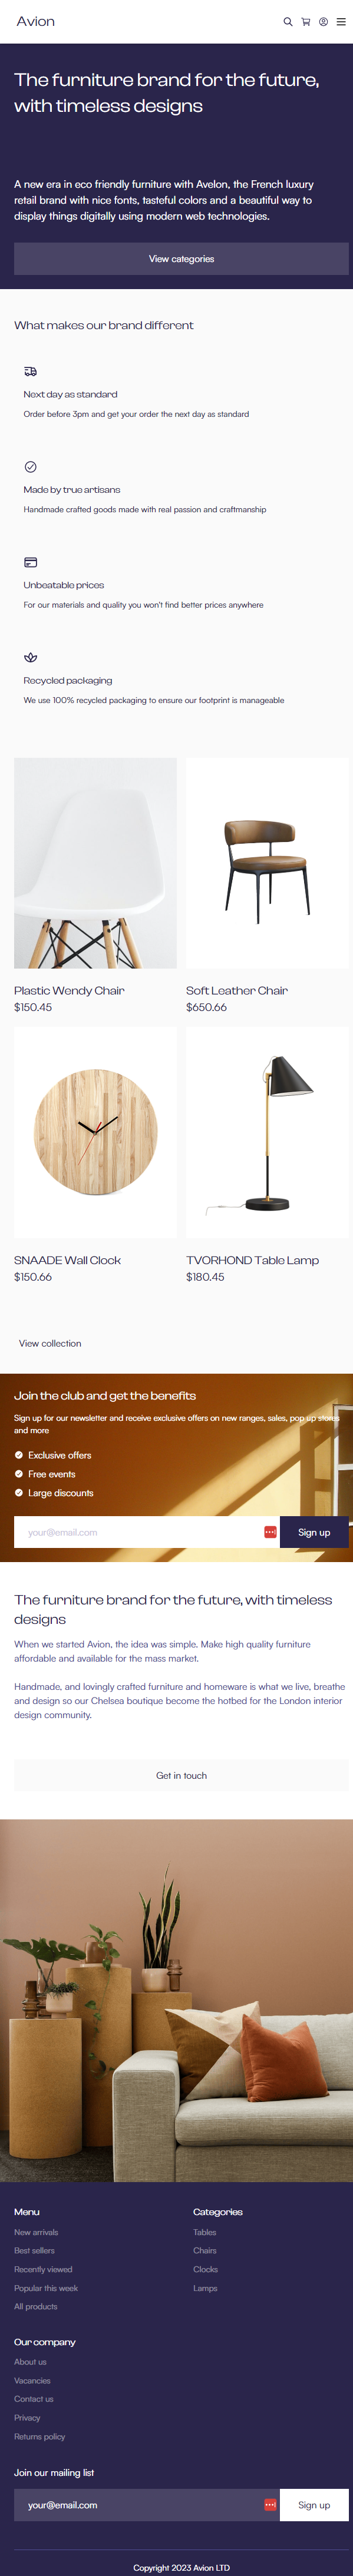 Avion
The furniture brand for the future,
with timeless designs
A new era in eco friendly furniture with Avelon, the French luxury
retail brand with nice fonts, tasteful colors and a beautiful way to
display things digitally using modern web technologies.
View categories
What makes our brand different
Next day as standard
Order before 3pm and get your order the next day as standard
Made by true artisans
Handmade crafted goods made with real passion and craftmanship
Unbeatable prices
For our materials and quality you won't find better prices anywhere
Recycled packaging
We use 100% recycled packaging to ensure our footprint is manageable
Plastic Wendy Chair
$150.45
Soft Leather Chair
$650.66
SNAADE Wall Clock
$150.66
TVORHOND Table Lamp
$180.45
View collection
Join the club and get the benefits
Sign up for our newsletter and receive exclusive offers on new ranges, sales, pop up stores
and more
Exclusive offers
Free events
Large discounts
your@email.com
Sign up
The furniture brand for the future, with timeless
designs
When we started Avion, the idea was simple. Make high quality furniture
affordable and available for the mass market.
Handmade, and lovingly crafted furniture and homeware is what we live, breathe
and design so our Chelsea boutique become the hotbed for the London interior
design community.
Get in touch
Menu
New arrivals
Best sellers
Recently viewed
Popular this week
All products
Categories
Tables
Chairs
Clocks
Lamps
Our company
About us
Vacancies
Contact us
Privacy
Returns policy
Join our mailing list
your@email.com
Sign up
Copyright 2023 Avion LTD